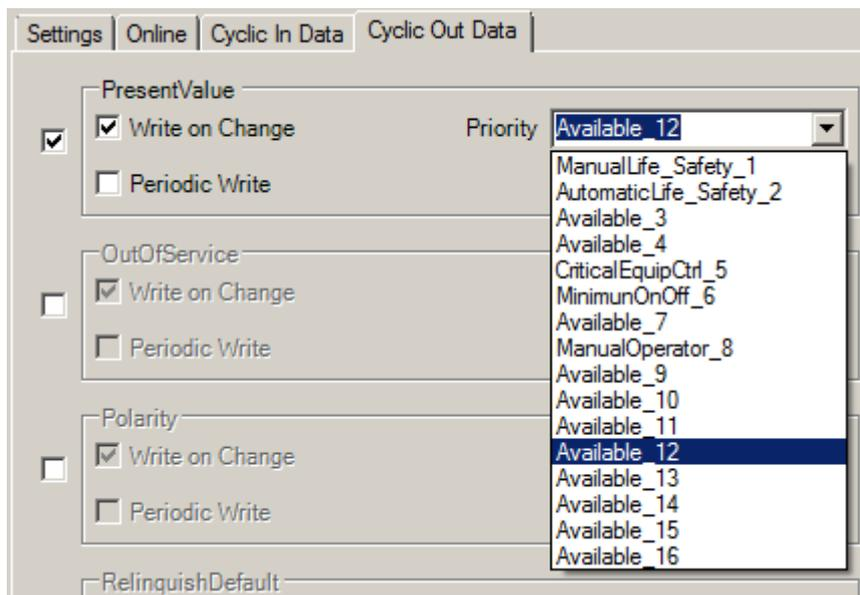 Settings Online Cyclic In Data Cyclic Out Data
PresentValue
Write on Change Priority Available_12
Periodic Write
ManualLife_Safety_1
AutomaticLife_Safety_2
Available_3
Available_4
CriticalEquipCtrl_5
MinimunOnOff_6
Available_7
ManualOperator_8
Available_9
Available_10
Available_11
Available_12
Available_13
Available_14
Available_15
Available_16
OutOfService
Write on Change
Periodic Write
Polarity
Write on Change
Periodic Write
RelinquishDefault